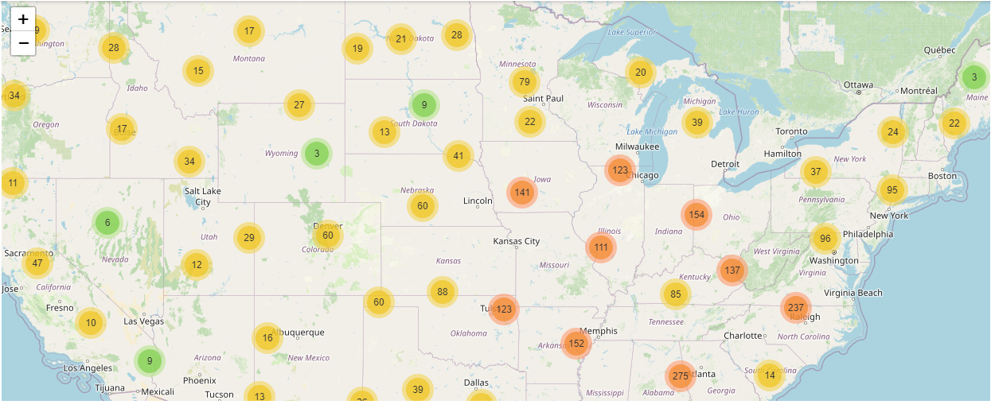 +
−
28
17
19
21
28
Montana
Minnesota
Lake Superior
Québec
15
79
20
3
Ottawa
Montréal
34
Idaho
27
9
Saint Paul
Wisconsin
Michigan
Lake Huron
Maine
Oregon
17
South Dakota
13
22
39
Lake Michigan
Toronto
24
22
Hamilton
New York
34
Wyoming
3
41
Milwaukee
123
Chicago
Detroit
37
Boston
11
Salt Lake
City
Nebraska
60
Lincoln
141
Iowa
Pennsylvania
95
New York
6
Nevada
Utah
29
Denver
60
Colorado
Kansas City
Illinois
111
Indiana
154
Ohio
96
Philadelphia
West Virginia
Washington
Sacramento
47
12
Kansas
Missouri
Kentucky
137
Virginia
California
Jose
Fresno
60
88
85
Virginia Beach
10
Las Vegas
Tulsa
123
Tennessee
237
Raleigh
North Carolina
16
Albuquerque
Oklahoma
Memphis
152
Arkansas
Charlotte
9
Arizona
New Mexico
Los Angeles
Phoenix
275
Atlanta
14
South Carolina
Tijuana
Mexicali
Tucson
13
39
Dallas
Mississippi
Alabama
Georgia